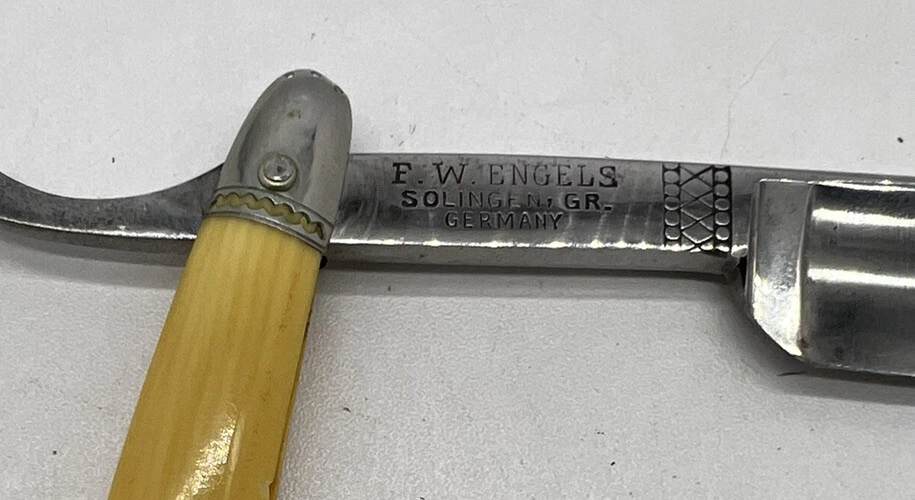 F. W. ENGELS
SOLINGEN, GR.
GERMANY